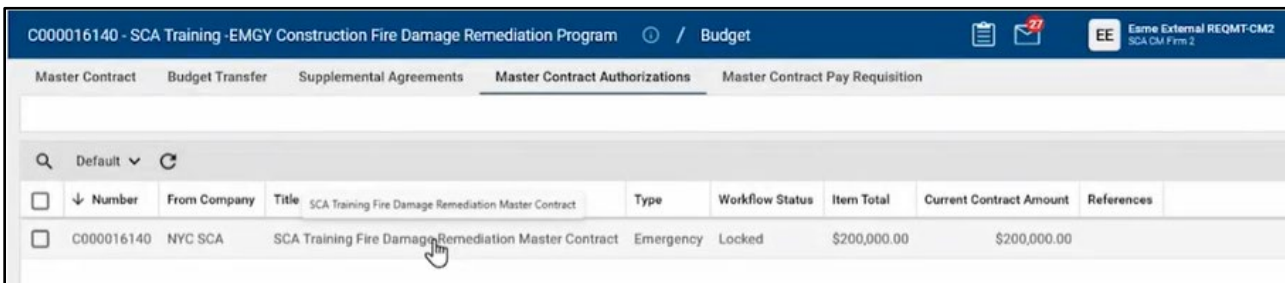 C000016140 - SCA Training -EMGY Construction Fire Damage Remediation Program / Budget 27 EE Esme External REQMT-CM2
SCA CM Firm 2
Master Contract Budget Transfer Supplemental Agreements Master Contract Authorizations Master Contract Pay Requisition
Default
Number From Company Title SCA Training Fire Damage Remediation Master Contract Type Workflow Status Item Total Current Contract Amount References
C000016140 NYC SCA SCA Training Fire Damage Remediation Master Contract Emergency Locked $200,000.00 $200,000.00